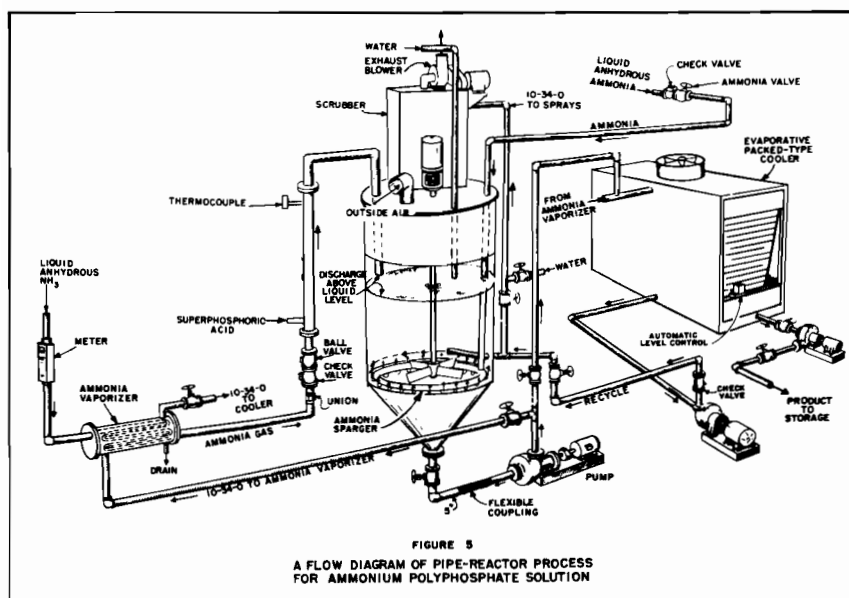 WATER
EXHAUST
BLOWER
SCRUBBER
10-34-0
TO SPRAYS
LIQUID
ANHYDROUS
AMMONIA
CHECK VALVE
AMMONIA VALVE
AMMONIA
EVAPORATIVE
PACKED-TYPE
COOLER
THERMOCOUPLE
OUTSIDE AIR
FROM
AMMONIA
VAPORIZER
LIQUID
ANHYDROUS
NH3
DISCHARGE
ABOVE
LIQUID
LEVEL
WATER
METER
SUPERPHOSPHORIC
ACID
BALL
VALVE
CHECK
VALVE
AUTOMATIC
LEVEL CONTROL
AMMONIA
VAPORIZER
10-34-0
TO
COOLER
UNION
AMMONIA GAS
DRAIN
AMMONIA
SPARGER
RECYCLE
CHECK
VALVE
PRODUCT
TO
STORAGE
10-34-0 TO AMMONIA VAPORIZER
PUMP
FLEXIBLE
COUPLING
FIGURE 5
A FLOW DIAGRAM OF PIPE-REACTOR PROCESS
FOR AMMONIUM POLYPHOSPHATE SOLUTION